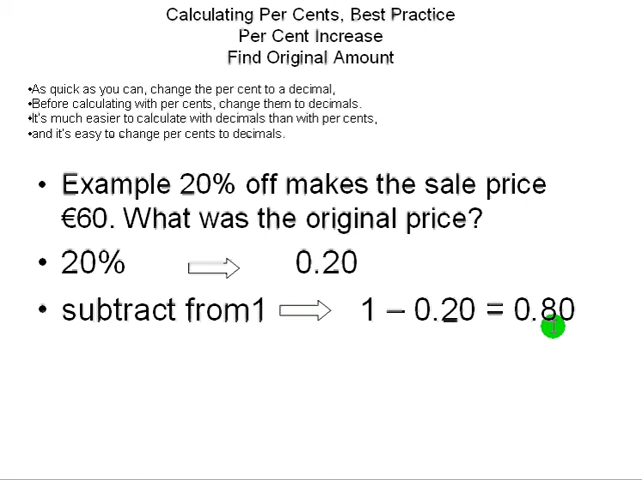 Calculating Per Cents, Best Practice
Per Cent Increase
Find Original Amount
•As quick as you can, change the per cent to a decimal,
•Before calculating with per cents, change them to decimals.
•It's much easier to calculate with decimals than with per cents,
•and it's easy to change per cents to decimals.
• Example 20% off makes the sale price
€60. What was the original price?
• 20% 0.20
• subtract from1 1 – 0.20 = 0.80